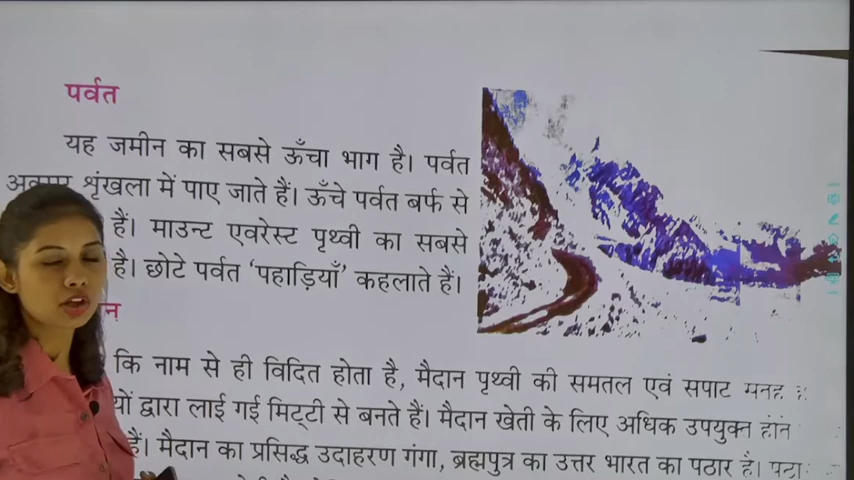 पर्वत
यह जमीन का सबसे ऊँचा भाग है। पर्वत
शृंखला में पाए जाते हैं। ऊँचे पर्वत बर्फ से
हैं। माउन्ट एवरेस्ट पृथ्वी का सबसे
है। छोटे पर्वत 'पहाड़ियाँ' कहलाते हैं।
कि नाम से ही विदित होता है, मैदान पृथ्वी की समतल एवं सपाट
द्वारा लाई गई मिट्टी से बनते हैं। मैदान खेती के लिए अधिक उपयुक्त होते
हैं। मैदान का प्रसिद्ध उदाहरण गंगा, ब्रह्मपुत्र का उत्तर भारत का पठार है।